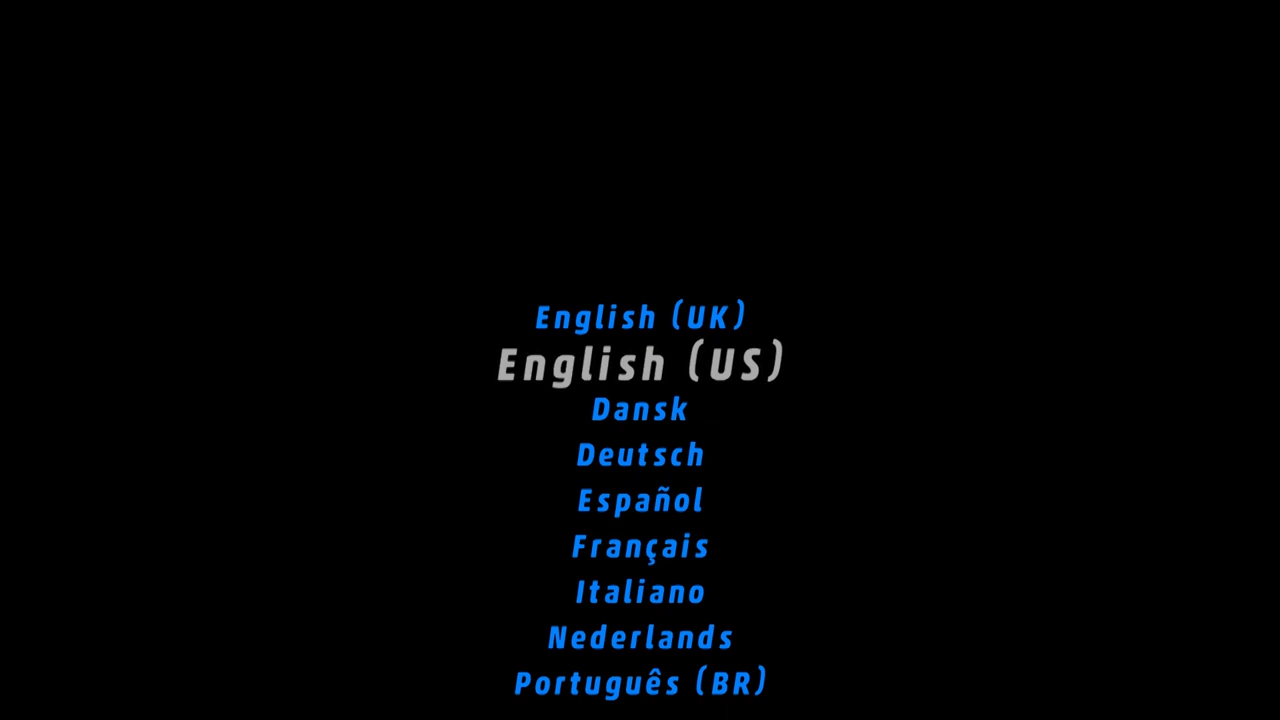 English (UK)
English (US)
Dansk
Deutsch
Español
Français
Italiano
Nederlands
Português (BR)